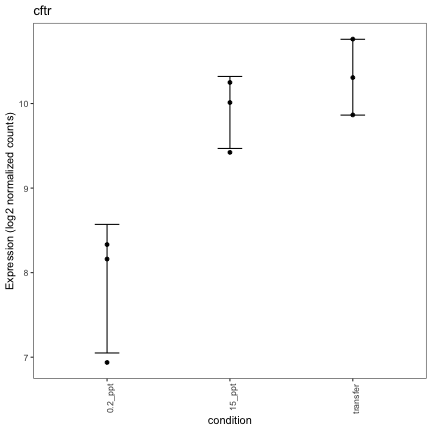 cftr
Expression (log2 normalized counts)
10
9
8
7
0.2_ppt
15_ppt
transfer
condition